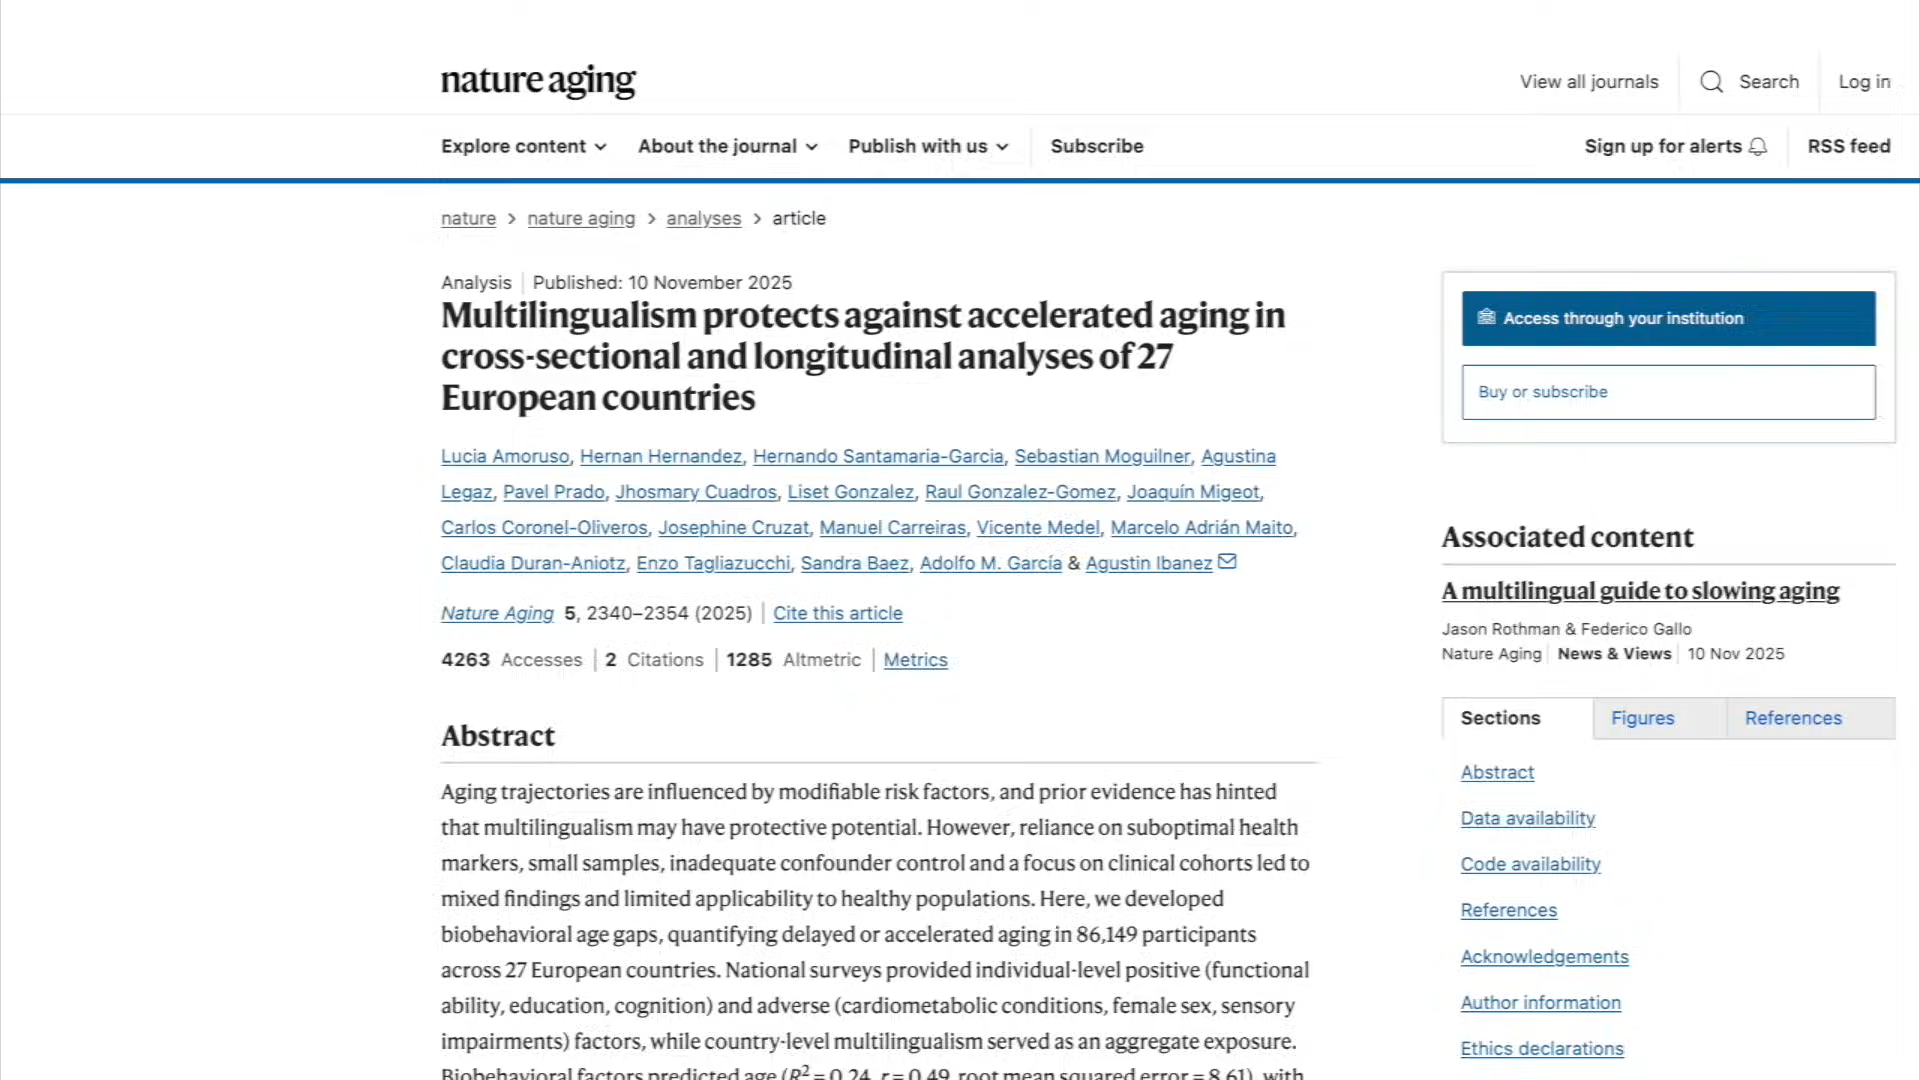 nature aging
View all journals
Search
Log in
Explore content
About the journal
Publish with us
Subscribe
Sign up for alerts
RSS feed
nature > nature aging > analyses > article
Analysis | Published: 10 November 2025
Multilingualism protects against accelerated aging in
cross-sectional and longitudinal analyses of 27
European countries
Lucia Amoruso, Hernan Hernandez, Hernando Santamaria-Garcia, Sebastian Moguilner, Agustina
Legaz, Pavel Prado, Jhosmary Cuadros, Liset Gonzalez, Raul Gonzalez-Gomez, Joaquín Migeot,
Carlos Coronel-Oliveros, Josephine Cruzat, Manuel Carreiras, Vicente Medel, Marcelo Adrián Maito,
Claudia Duran-Aniotz, Enzo Tagliazucchi, Sandra Baez, Adolfo M. García & Agustin Ibanez
Nature Aging 5, 2340–2354 (2025) | Cite this article
4263 Accesses | 2 Citations | 1285 Altmetric | Metrics
Abstract
Aging trajectories are influenced by modifiable risk factors, and prior evidence has hinted
that multilingualism may have protective potential. However, reliance on suboptimal health
markers, small samples, inadequate confounder control and a focus on clinical cohorts led to
mixed findings and limited applicability to healthy populations. Here, we developed
biobehavioral age gaps, quantifying delayed or accelerated aging in 86,149 participants
across 27 European countries. National surveys provided individual-level positive (functional
ability, education, cognition) and adverse (cardiometabolic conditions, female sex, sensory
impairments) factors, while country-level multilingualism served as an aggregate exposure.
Biobehavioral factors predicted age (R² = 0.24, r = 0.49, root mean squared error = 8.61), with
Access through your institution
Buy or subscribe
Associated content
A multilingual guide to slowing aging
Jason Rothman & Federico Gallo
Nature Aging | News & Views | 10 Nov 2025
Sections
Figures
References
Abstract
Data availability
Code availability
References
Acknowledgements
Author information
Ethics declarations